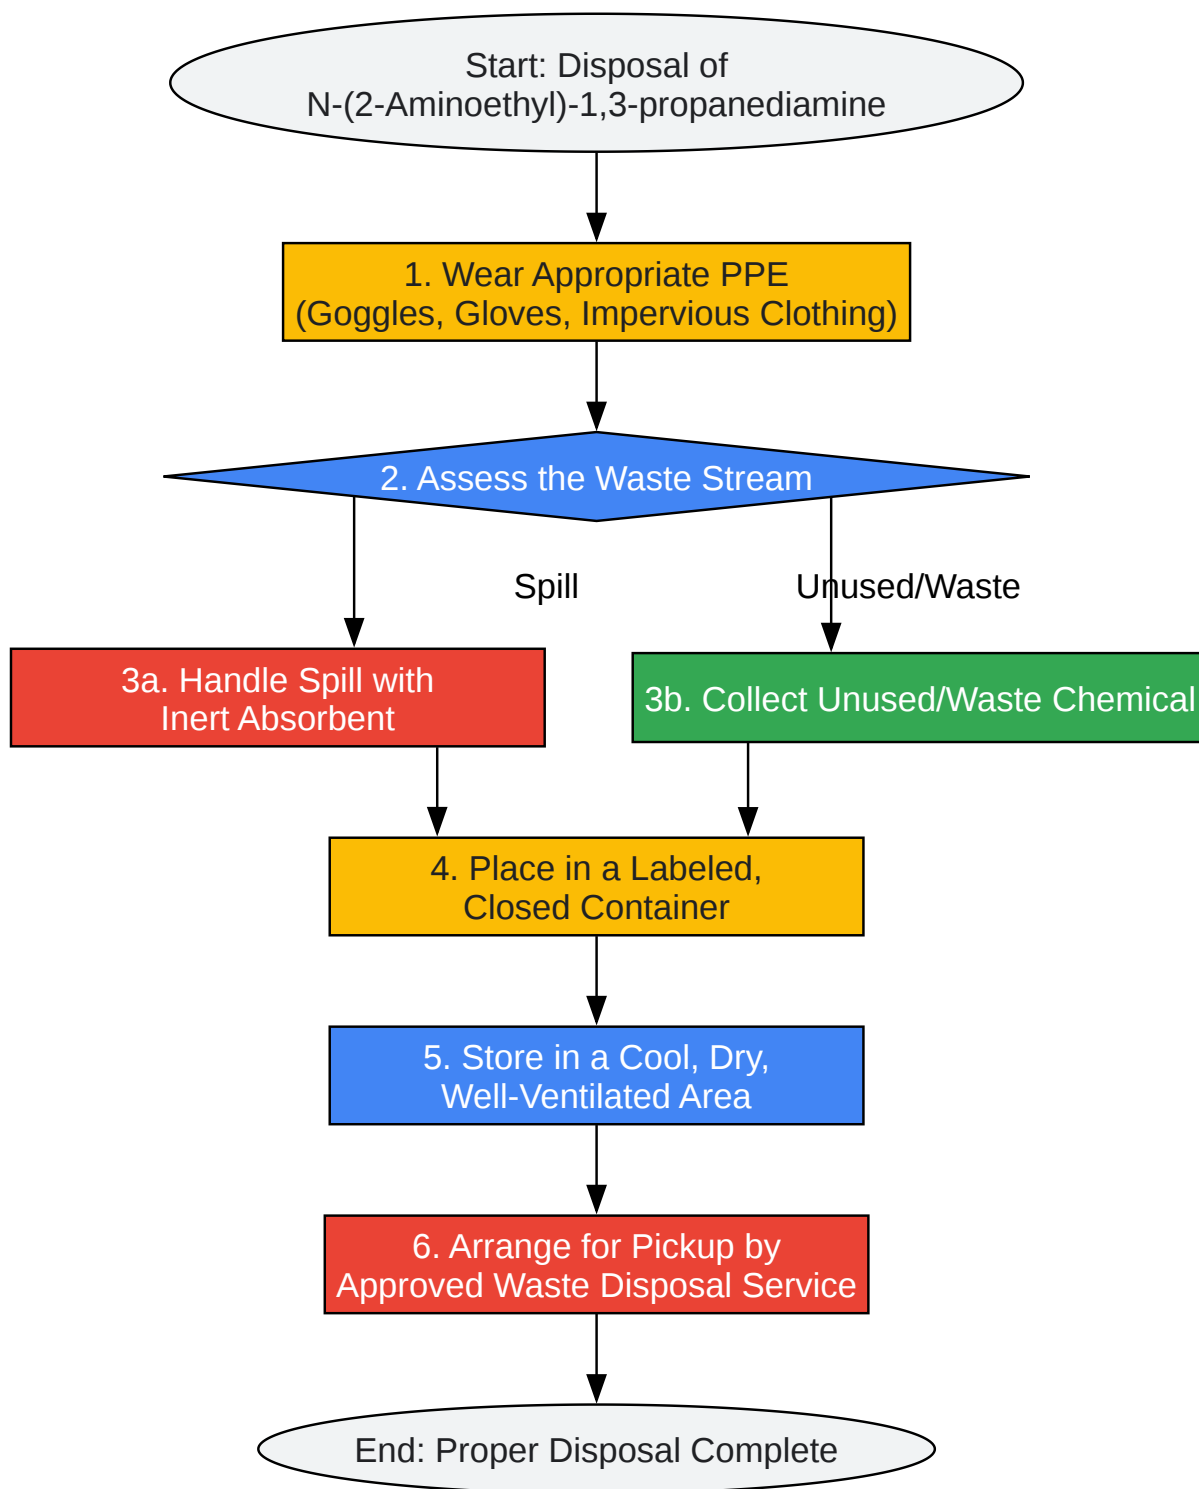 Start: Disposal of
N-(2-Aminoethyl)-1,3-propanediamine
1. Wear Appropriate PPE
(Goggles, Gloves, Impervious Clothing)
2. Assess the Waste Stream
Spill
Unused/Waste
3a. Handle Spill with
Inert Absorbent
3b. Collect Unused/Waste Chemical
4. Place in a Labeled,
Closed Container
5. Store in a Cool, Dry,
Well-Ventilated Area
6. Arrange for Pickup by
Approved Waste Disposal Service
End: Proper Disposal Complete